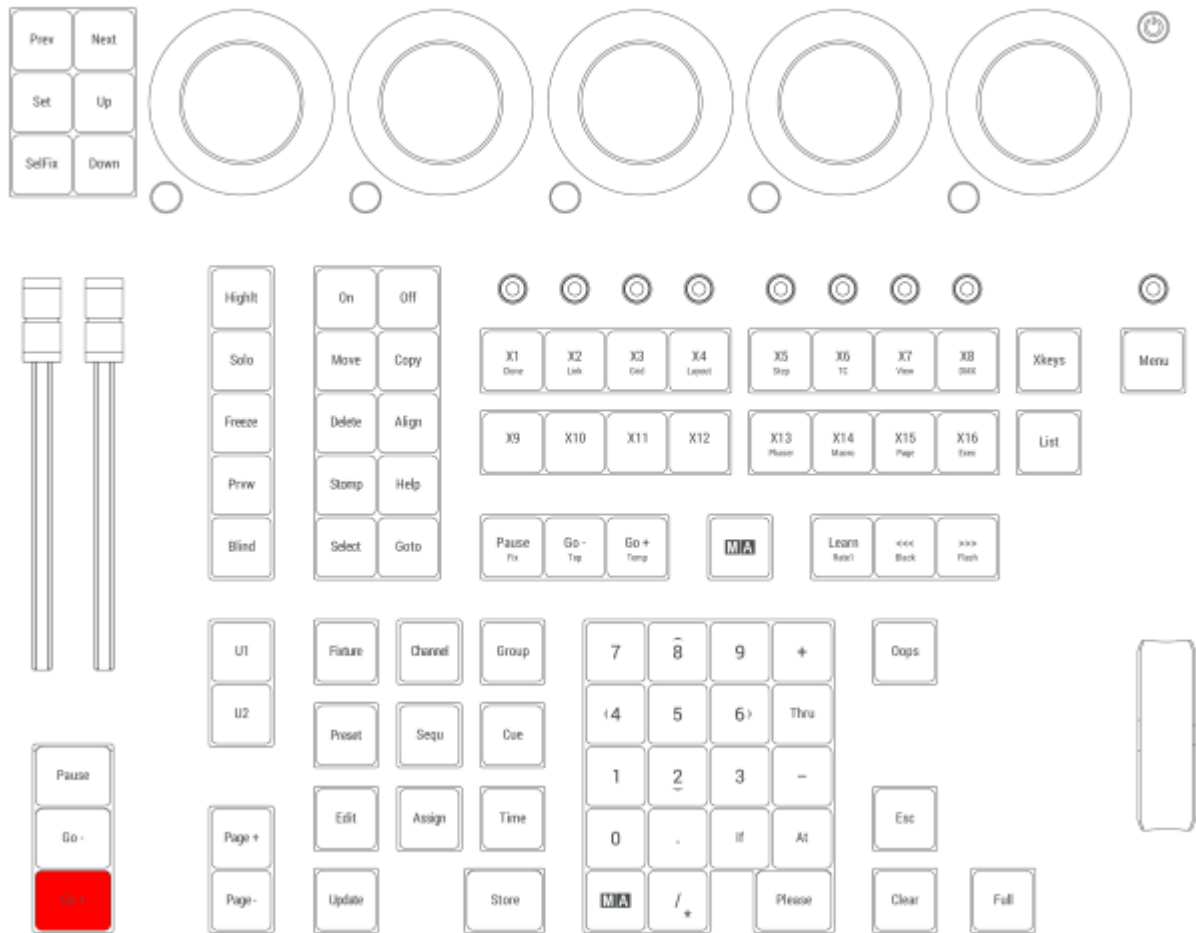 Prev Next
Set Up
SelFix Down
Highlt On Off
Solo Move Copy X1 X2 X3 X4 X5 X6 X7 X8 Xkeys Menu
Done Link Grid Layout Step TC View DMX
Freeze Delete Align X9 X10 X11 X12 X13 X14 X15 X16 List
Phaser Macro Page Exec
Prvw Stomp Help
Blind Select Goto Pause Go - Go + MA Learn <<< >>>
Fix Top Temp Rate1 Black Flash
U1 Fixture Channel Group 7 8 9 + Oops
U2 Preset Sequ Cue 4 5 6 Thru
Pause 1 2 3 -
Go - Page + Edit Assign Time 0 . If At Esc
Go + Page - Update Store MA / * Please Clear Full